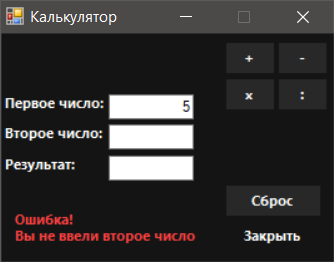 Калькулятор
+ -
x :
Первое число: 5
Второе число:
Результат:
Сброс
Ошибка!
Вы не ввели второе число
Закрыть